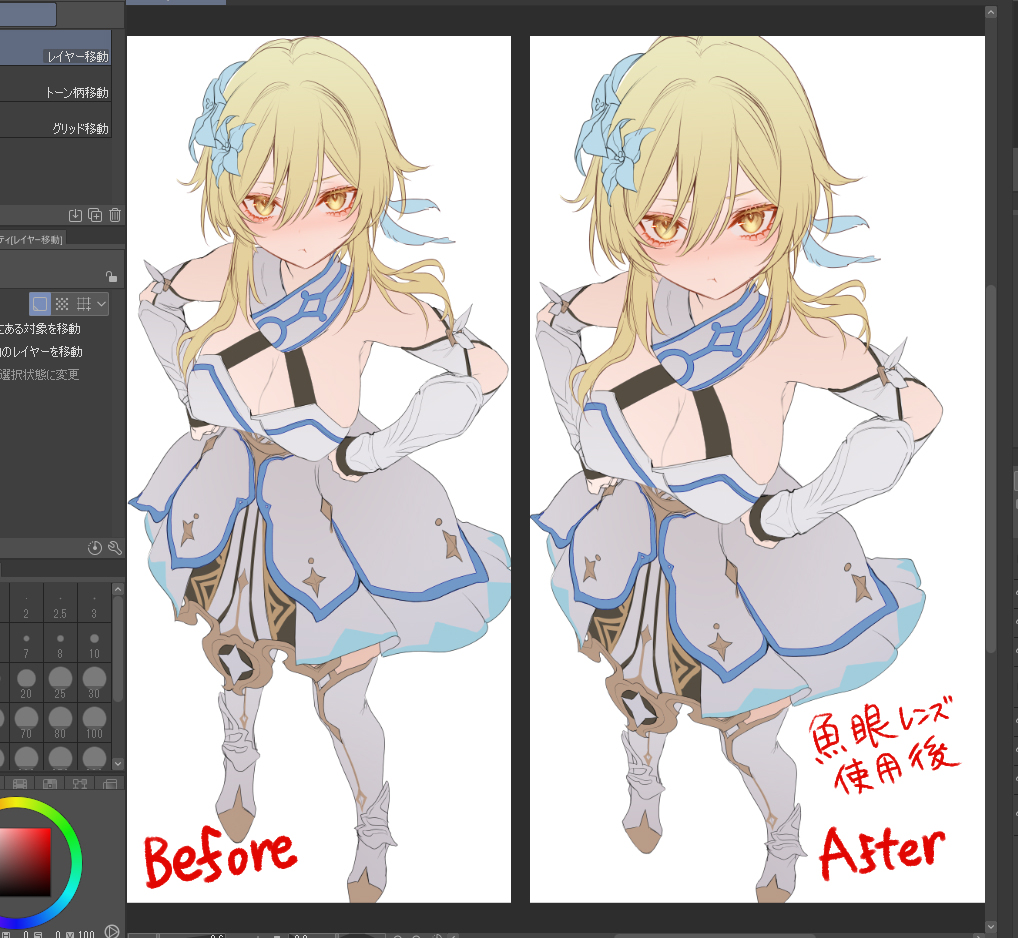 レイヤー移動
トーン柄移動
グリッド移動
ティ[レイヤー移動]
にある対象を移動
のレイヤーを移動
選択状態に変更
2 2.5 3
7 8 10
20 25 30
70 80 100
魚眼レンズ
使用後
Before
After